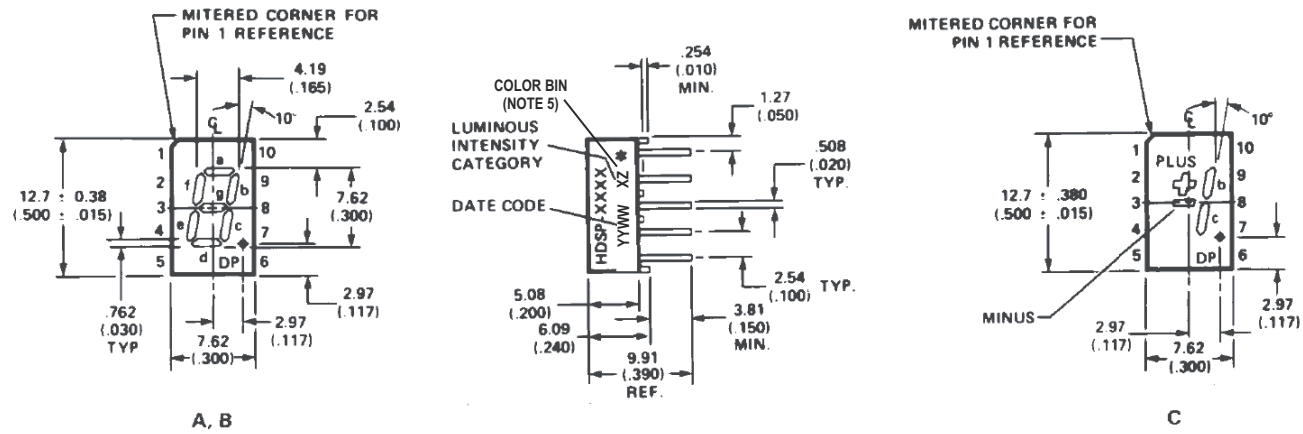 MITERED CORNER FOR
PIN 1 REFERENCE
4.19
(.165)
2.54
(.100)
10°
CL
1
2
3
4
5
10
9
8
7
6
a
f
b
g
e
c
d
DP
12.7 ± 0.38
(.500 ± .015)
7.62
(.300)
.762
(.030)
TYP
2.97
(.117)
2.97
(.117)
7.62
(.300)
A, B
.254
(.010)
MIN.
COLOR BIN
(NOTE 5)
LUMINOUS
INTENSITY
CATEGORY
DATE CODE
HDSP-XXXX
YYWW XZ *
1.27
(.050)
.508
(.020)
TYP.
2.54
(.100) TYP.
5.08
(.200)
6.09
(.240)
3.81
(.150)
MIN.
9.91
(.390)
REF.
MITERED CORNER FOR
PIN 1 REFERENCE
CL
10°
1
2
3
4
5
10
9
8
7
6
PLUS
b
c
DP
12.7 ± .380
(.500 ± .015)
MINUS
2.97
(.117)
7.62
(.300)
2.97
(.117)
C